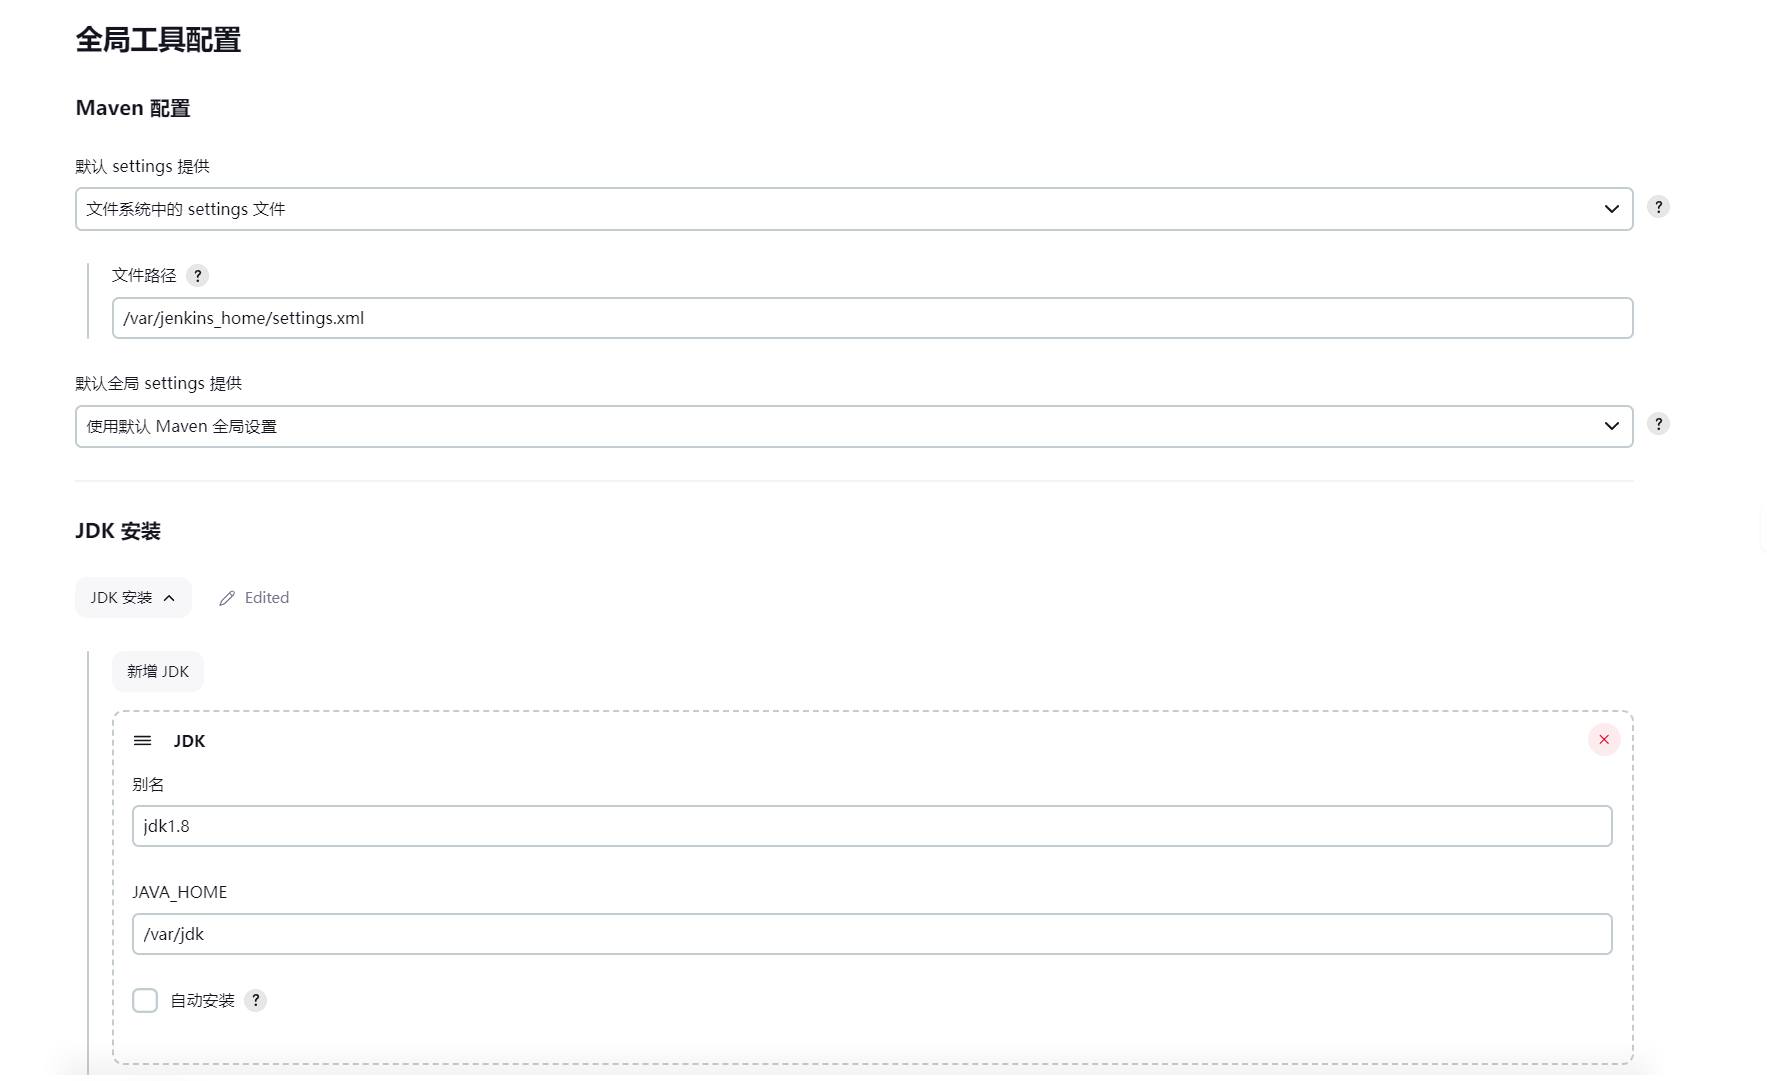 全局工具配置
Maven 配置
默认 settings 提供
文件系统中的 settings 文件
?
文件路径 ?
/var/jenkins_home/settings.xml
默认全局 settings 提供
使用默认 Maven 全局设置
?
JDK 安装
JDK 安装 Edited
新增 JDK
JDK
别名
jdk1.8
JAVA_HOME
/var/jdk
自动安装 ?